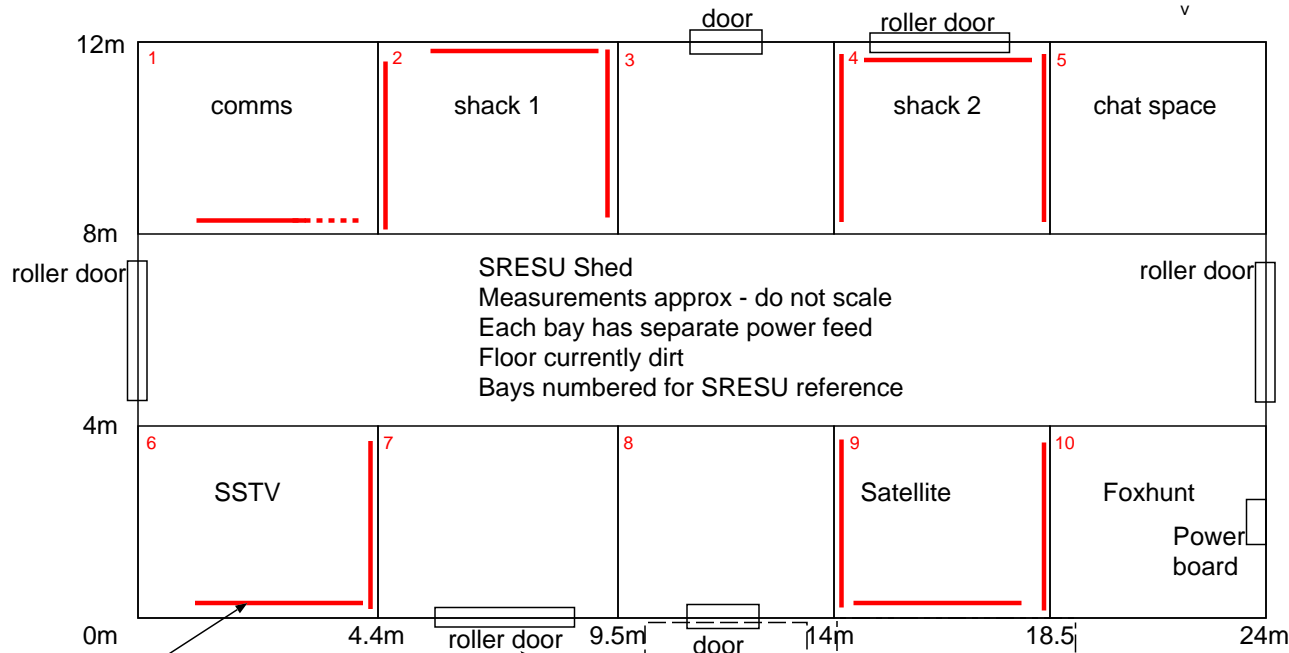 v
door
roller door
12m
1
2
3
4
5
comms
shack 1
shack 2
chat space
8m
roller door
roller door
SRESU Shed
Measurements approx - do not scale
Each bay has separate power feed
Floor currently dirt
Bays numbered for SRESU reference
4m
6
7
8
9
10
SSTV
Satellite
Foxhunt
Power
board
0m
4.4m
roller door
9.5m
door
14m
18.5
24m